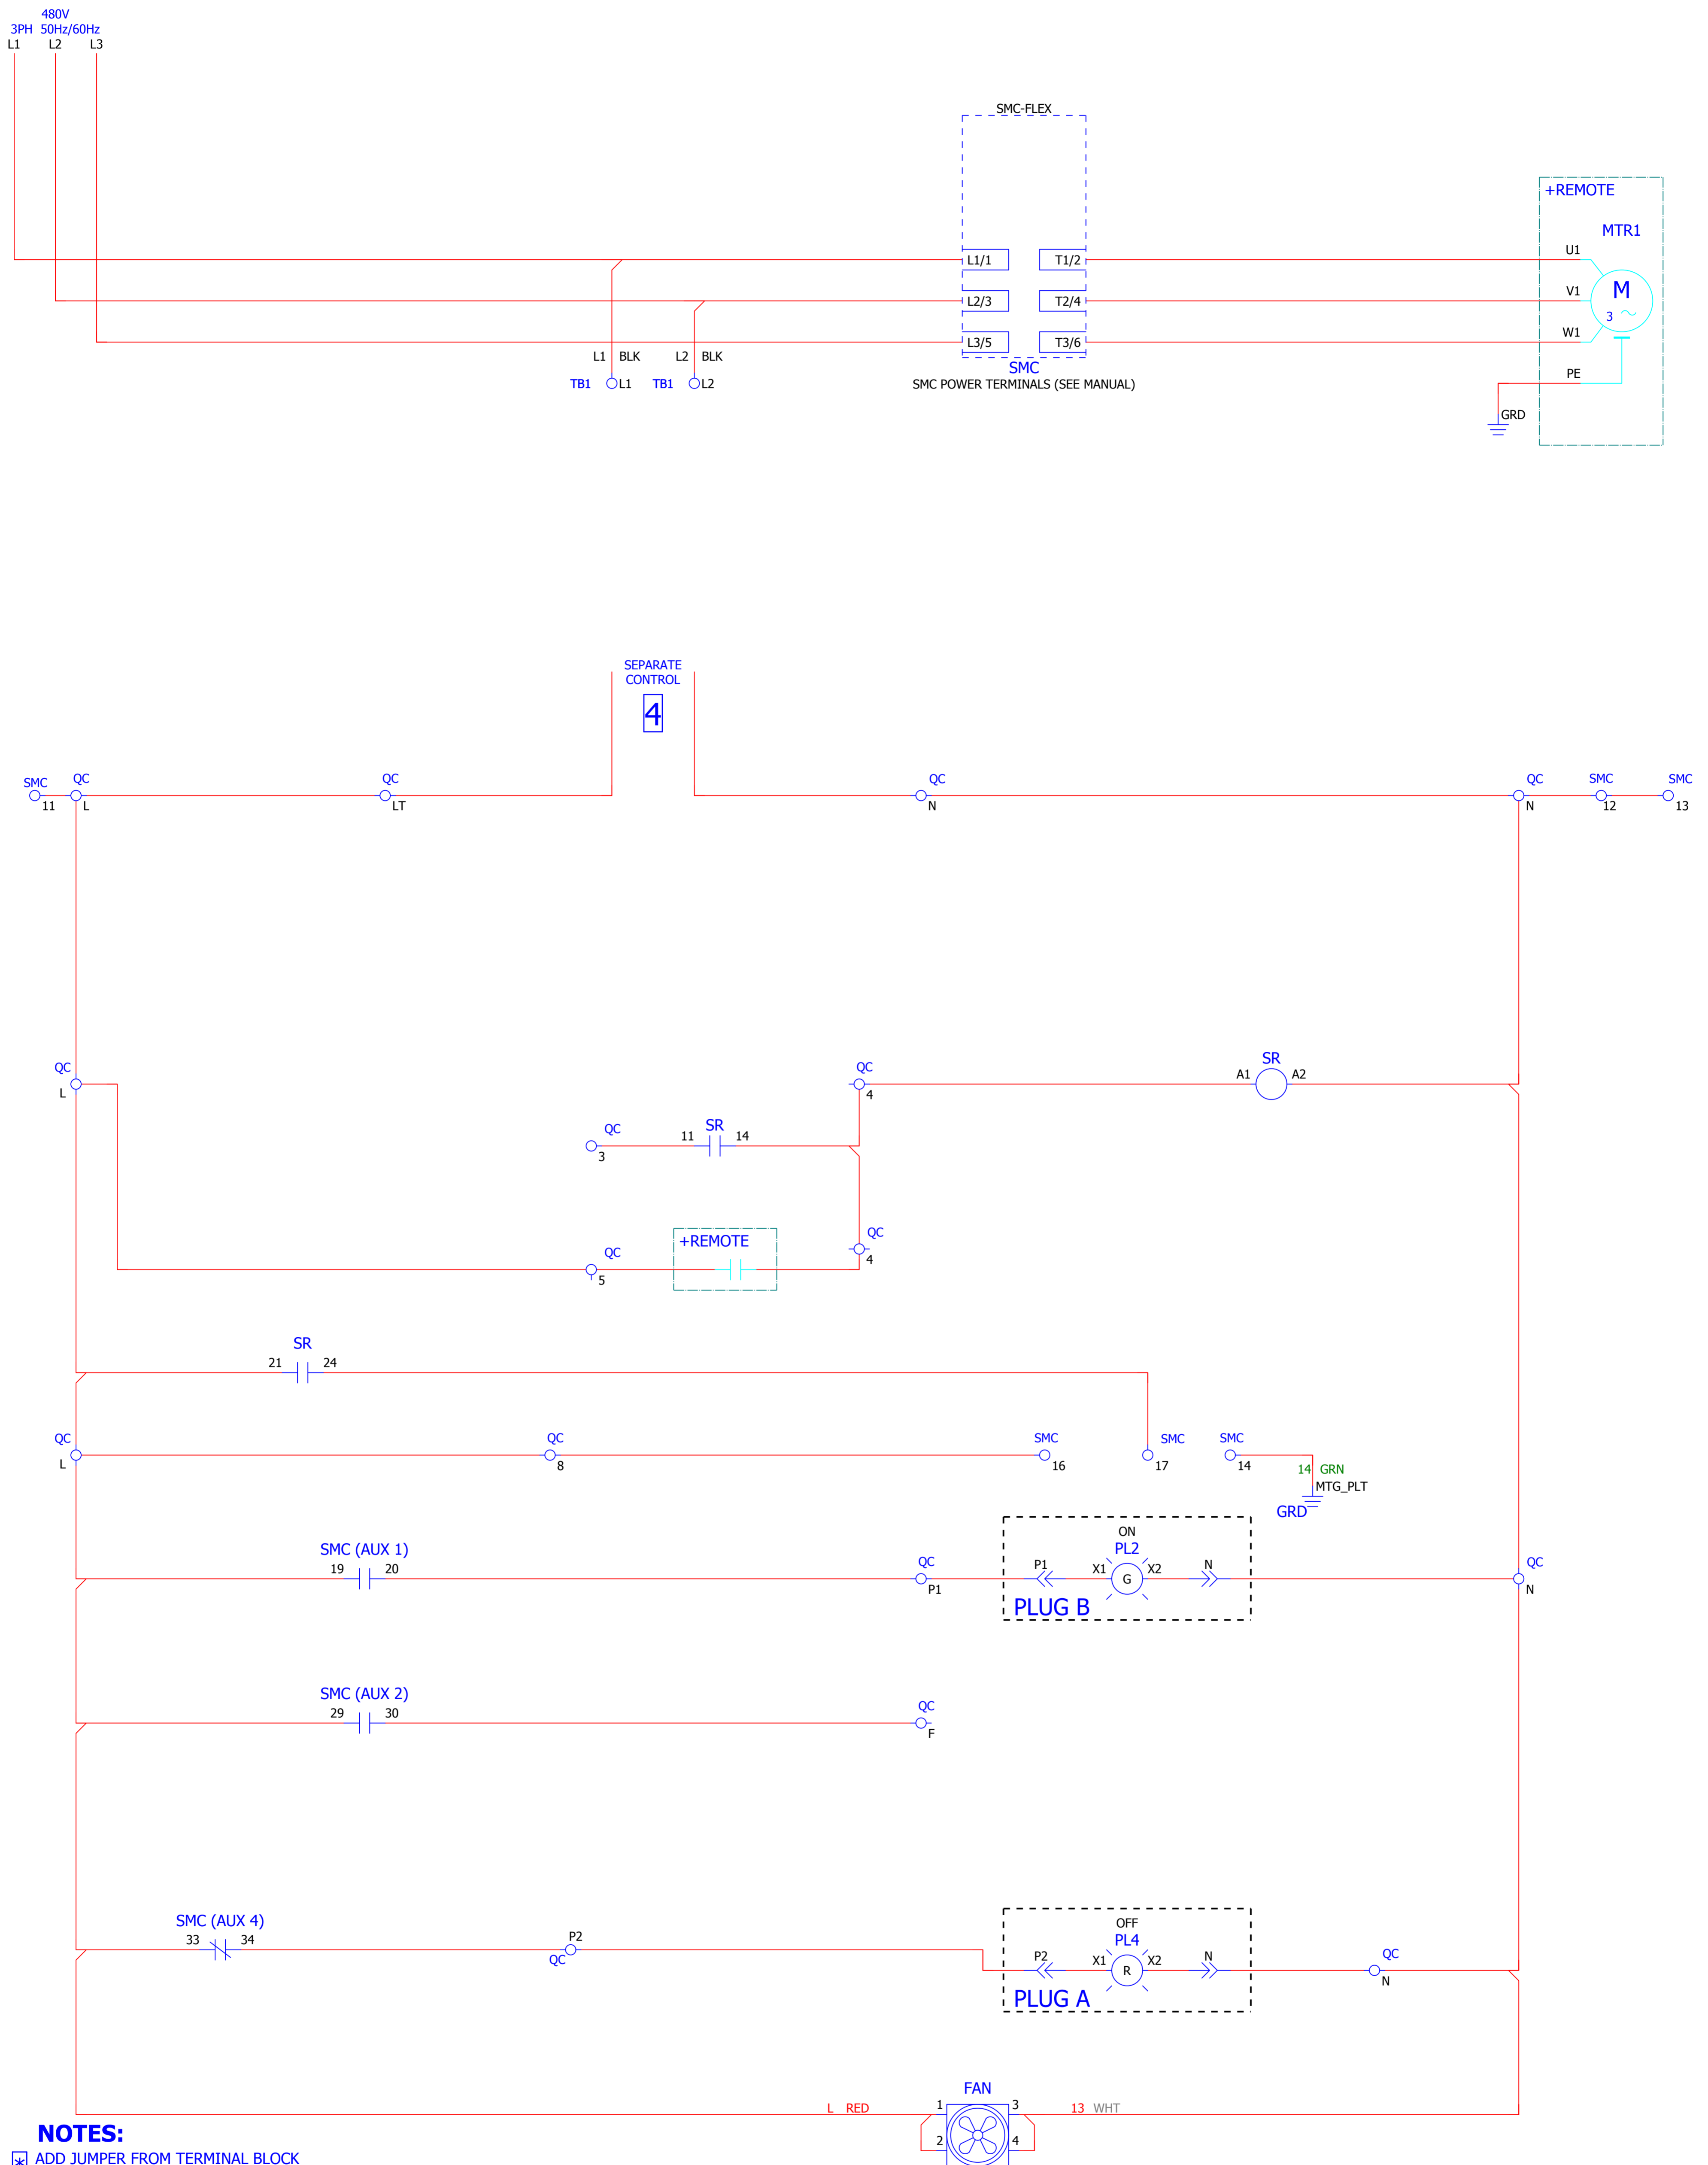 480V
3PH 50Hz/60Hz
L1 L2 L3
SMC-FLEX
+REMOTE
MTR1
L1/1 T1/2 U1
L2/3 T2/4 V1 M
3
L3/5 T3/6 W1
L1 BLK L2 BLK
SMC
TB1 L1 TB1 L2
SMC POWER TERMINALS (SEE MANUAL)
PE
GRD
SEPARATE
CONTROL
4
SMC QC QC QC QC SMC SMC
11 L LT N N 12 13
QC QC SR
A1 A2
L 4
QC SR
11 14
3
QC
+REMOTE QC
4
5
SR
21 24
QC QC SMC SMC SMC
L 8 16 17 14
14 GRN
MTG_PLT
GRD
ON
SMC (AUX 1) PL2
19 20 QC P1 X1 X2 N QC
G
P1 N
PLUG B
SMC (AUX 2)
29 30 QC
F
SMC (AUX 4) OFF
33 34 P2 PL4
QC P2 X1 X2 N QC
R
N
PLUG A
FAN
L RED 1 3 13 WHT
2 4
NOTES:
* ADD JUMPER FROM TERMINAL BLOCK